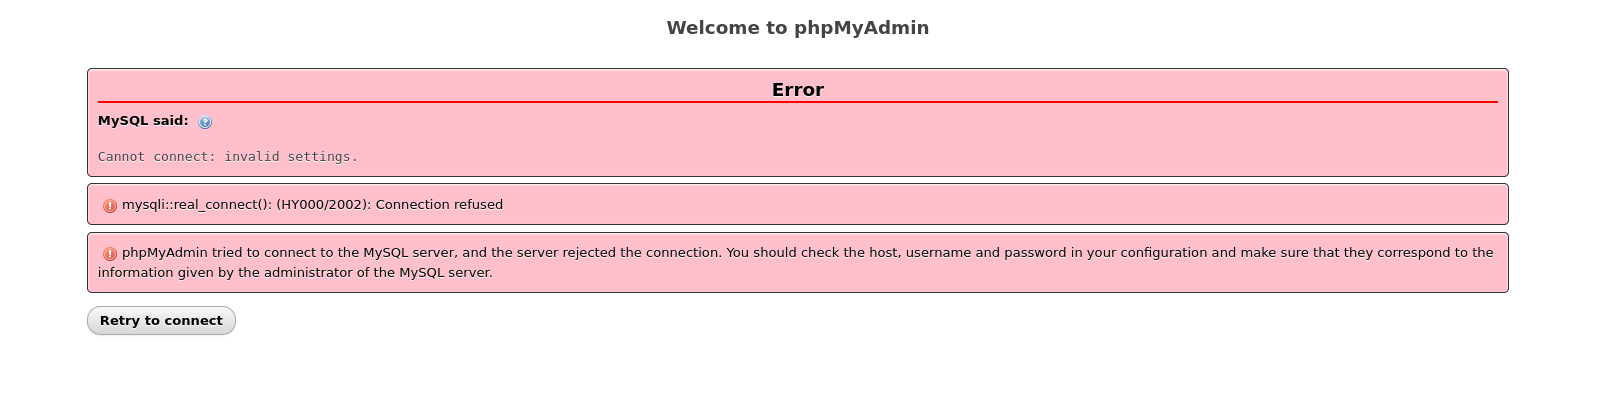 Welcome to phpMyAdmin
Error
MySQL said:
Cannot connect: invalid settings.
mysqli::real_connect(): (HY000/2002): Connection refused
phpMyAdmin tried to connect to the MySQL server, and the server rejected the connection. You should check the host, username and password in your configuration and make sure that they correspond to the
information given by the administrator of the MySQL server.
Retry to connect